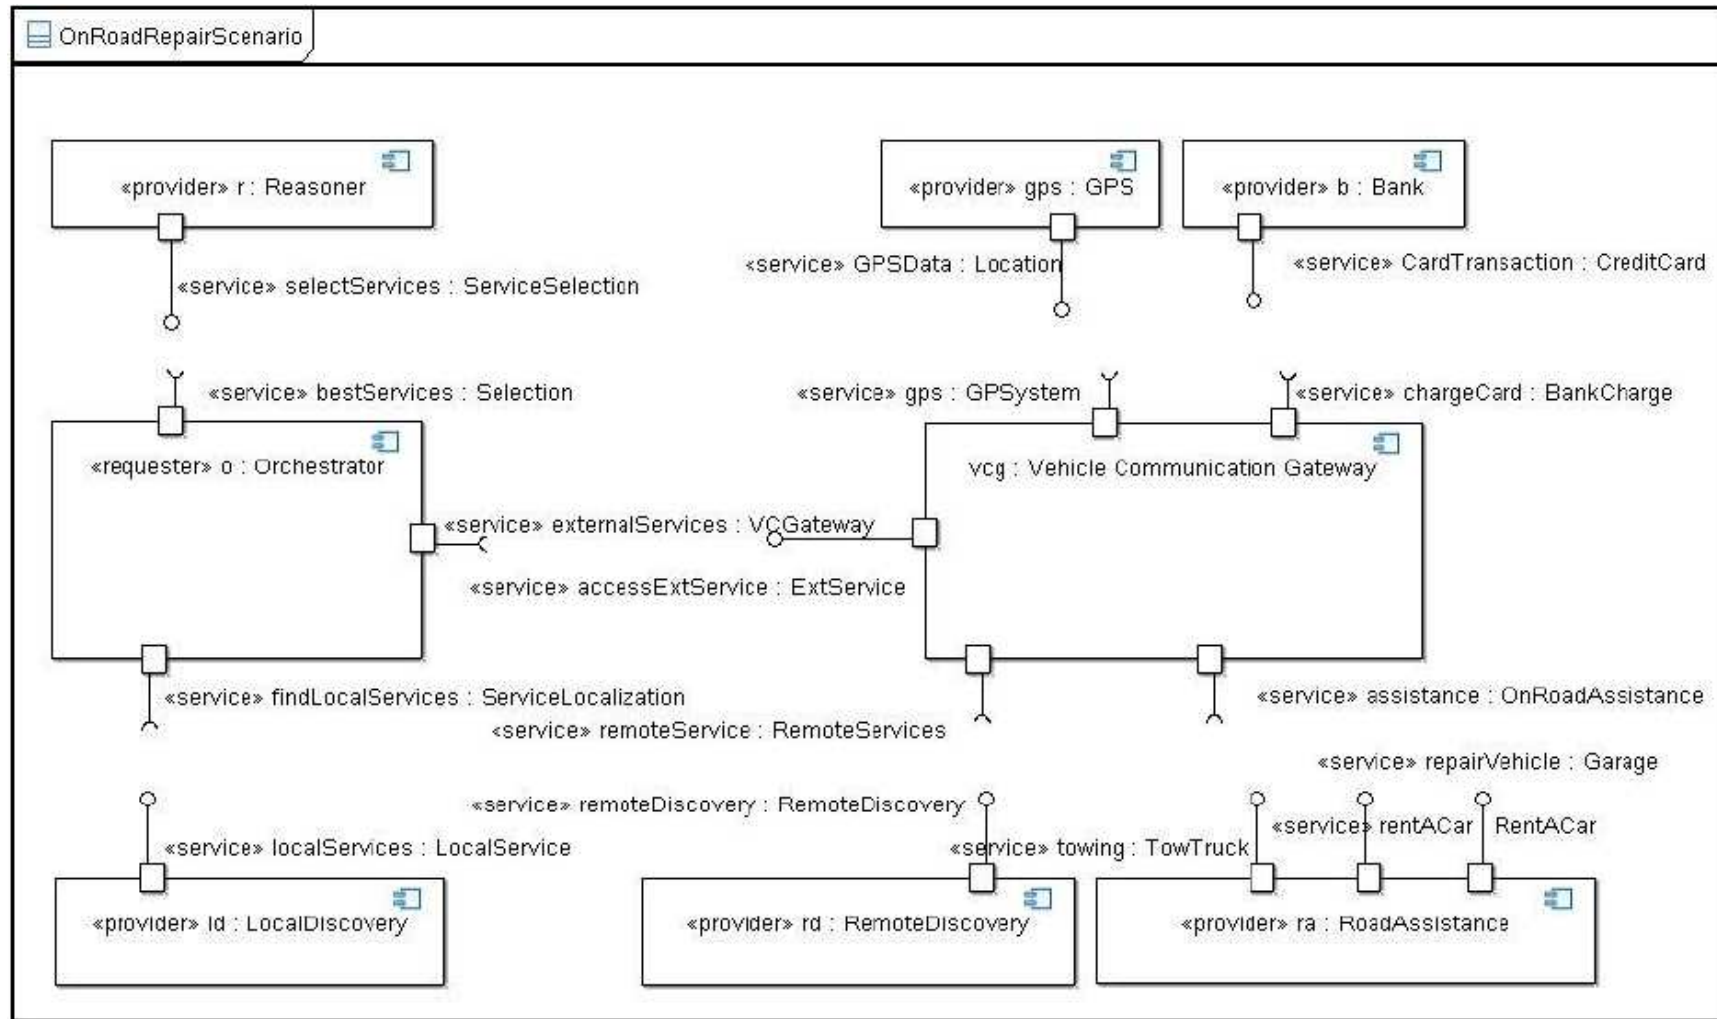 OnRoadRepairScenario
«provider» r : Reasoner
«provider» gps : GPS
«provider» b : Bank
«service» GPSData : Location
«service» CardTransaction : CreditCard
«service» selectServices : ServiceSelection
«service» bestServices : Selection
«service» gps : GPSystem
«service» chargeCard : BankCharge
«requester» o : Orchestrator
vcg : Vehicle Communication Gateway
«service» externalServices : VCGateway
«service» accessExtService : ExtService
«service» findLocalServices : ServiceLocalization
«service» assistance : OnRoadAssistance
«service» remoteService : RemoteServices
«service» repairVehicle : Garage
«service» remoteDiscovery : RemoteDiscovery
«service» rentACar : RentACar
«service» localServices : LocalService
«service» towing : TowTruck
«provider» ld : LocalDiscovery
«provider» rd : RemoteDiscovery
«provider» ra : RoadAssistance